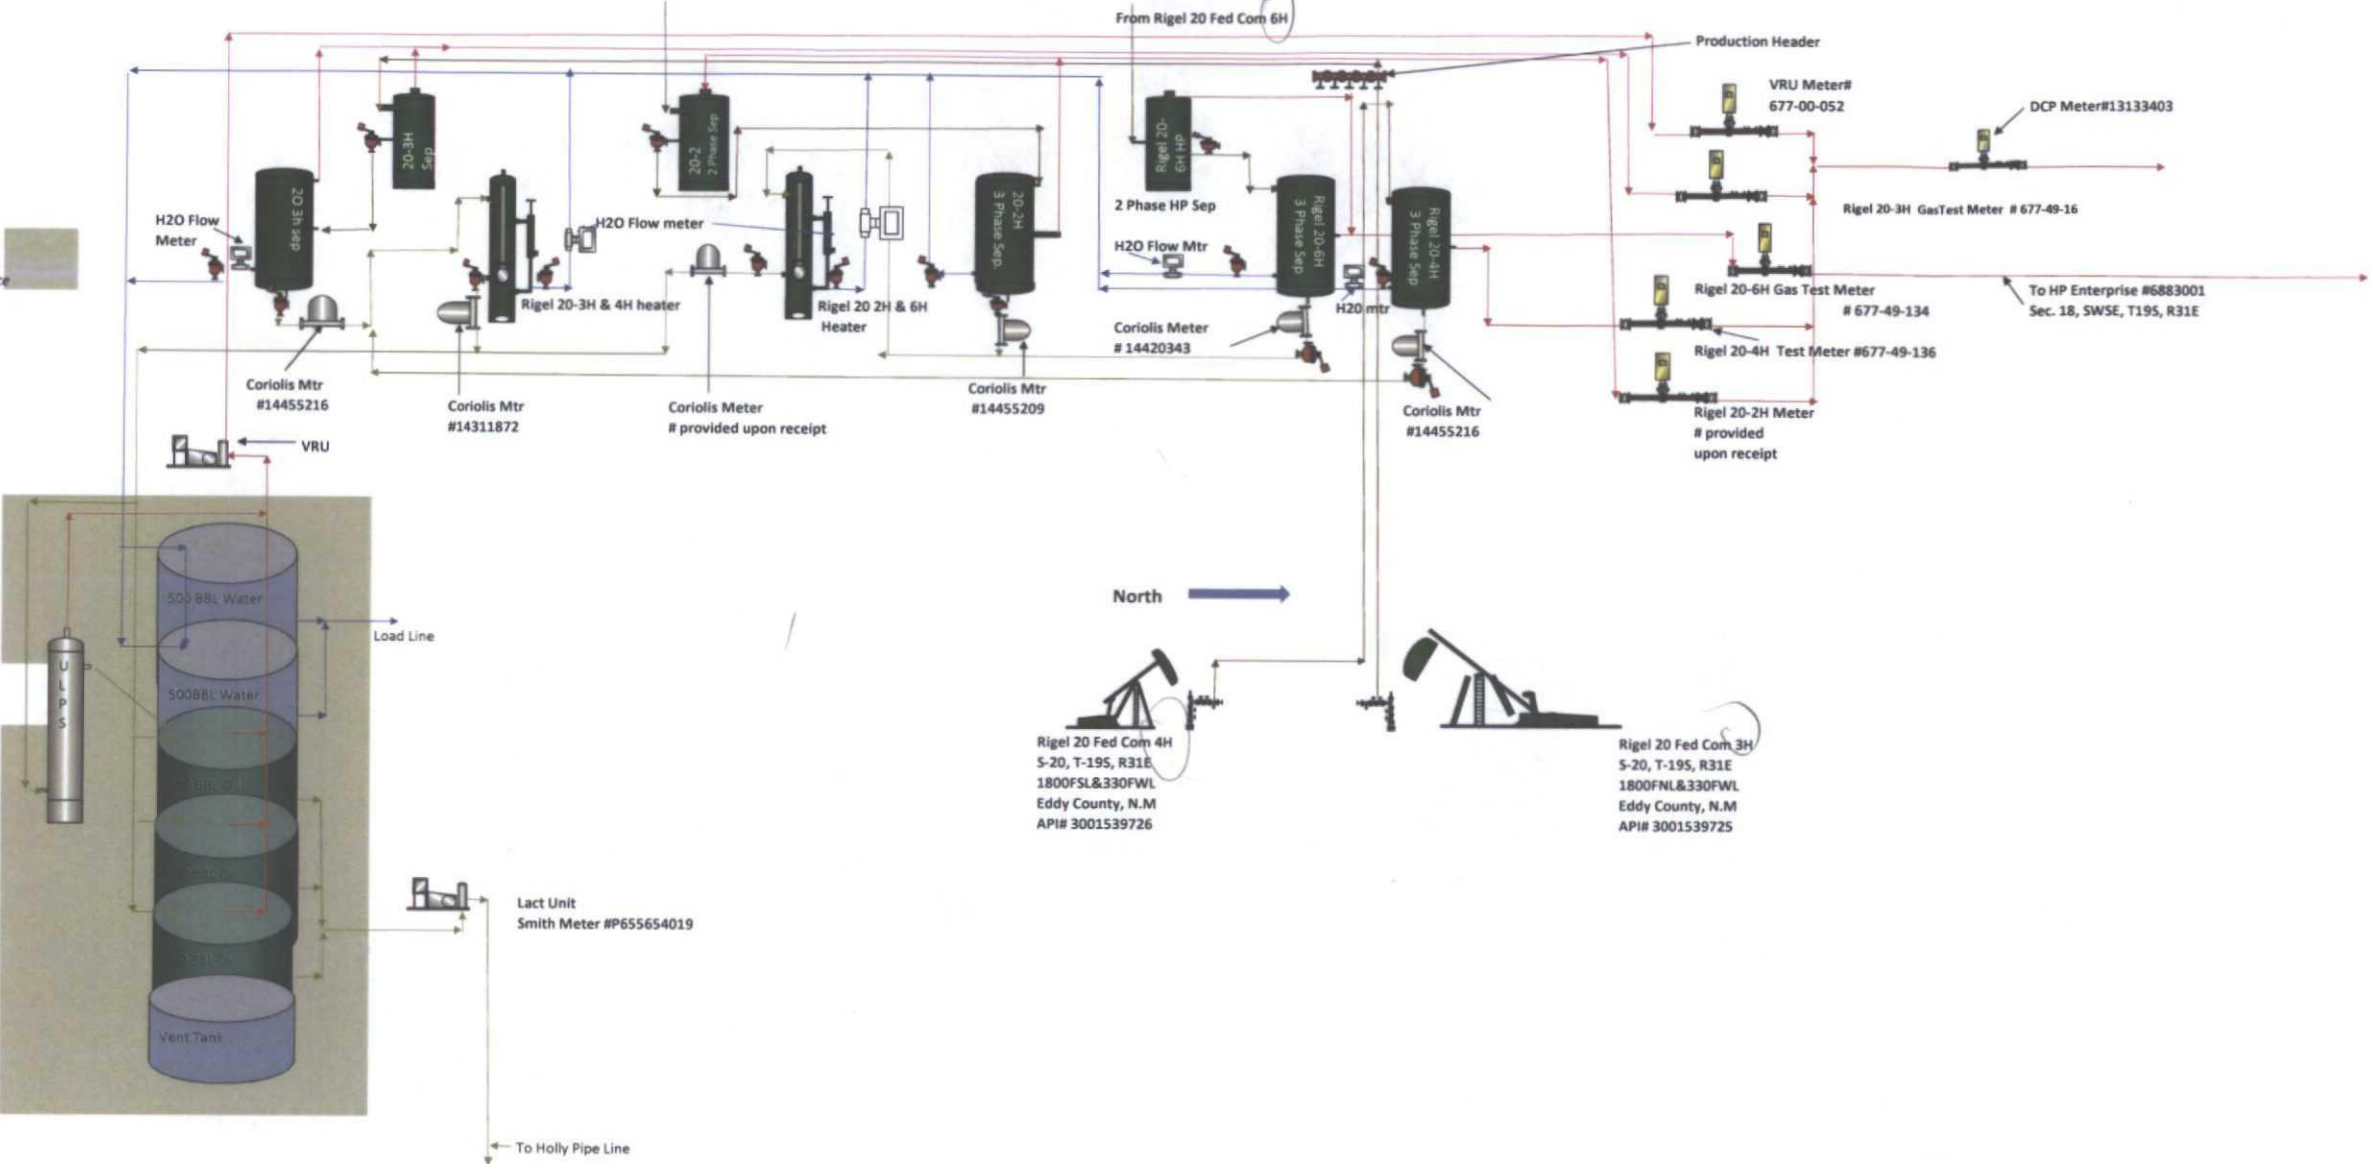 From Rigel 20 Fed Com 6H
Production Header
VRU Meter#
677-00-052
DCP Meter#13133403
20-3H
Sep
20-2
2 Phase Sep
Rigel 20-
6H HP
2 Phase HP Sep
20 3h sep
H2O Flow
Meter
H2O Flow meter
20-2H
3 Phase Sep.
Rigel 20-6H
3 Phase Sep
Rigel 20-4H
3 Phase Sep
Rigel 20-3H GasTest Meter # 677-49-16
H2O Flow Mtr
H20 mtr
Rigel 20-3H & 4H heater
Rigel 20 2H & 6H
Heater
Rigel 20-6H Gas Test Meter
# 677-49-134
To HP Enterprise #6883001
Sec. 18, SWSE, T19S, R31E
Coriolis Meter
# 14420343
Rigel 20-4H Test Meter #677-49-136
Coriolis Mtr
#14455216
Coriolis Mtr
#14311872
Coriolis Meter
# provided upon receipt
Coriolis Mtr
#14455209
Coriolis Mtr
#14455216
Rigel 20-2H Meter
# provided
upon receipt
VRU
500 BBL Water
Load Line
500BBL Water
U
L
P
S
North
Rigel 20 Fed Com 4H
S-20, T-19S, R31E
1800FSL&330FWL
Eddy County, N.M
API# 3001539726
Rigel 20 Fed Com 3H
S-20, T-19S, R31E
1800FNL&330FWL
Eddy County, N.M
API# 3001539725
Lact Unit
Smith Meter #P655654019
Vent Tank
To Holly Pipe Line